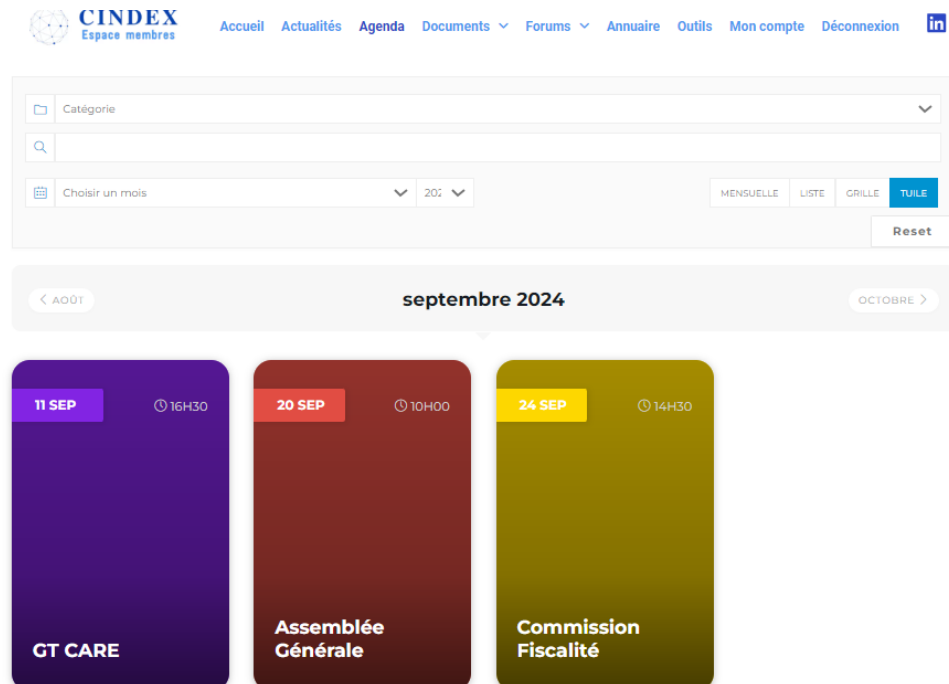 CINDEX
Espace membres
Accueil Actualités Agenda Documents Forums Annuaire Outils Mon compte Déconnexion in
Catégorie
Choisir un mois 202 MENSUELLE LISTE GRILLE TUILE
Reset
AOÛT septembre 2024 OCTOBRE
11 SEP 16H30
GT CARE
20 SEP 10H00
Assemblée
Générale
24 SEP 14H30
Commission
Fiscalité